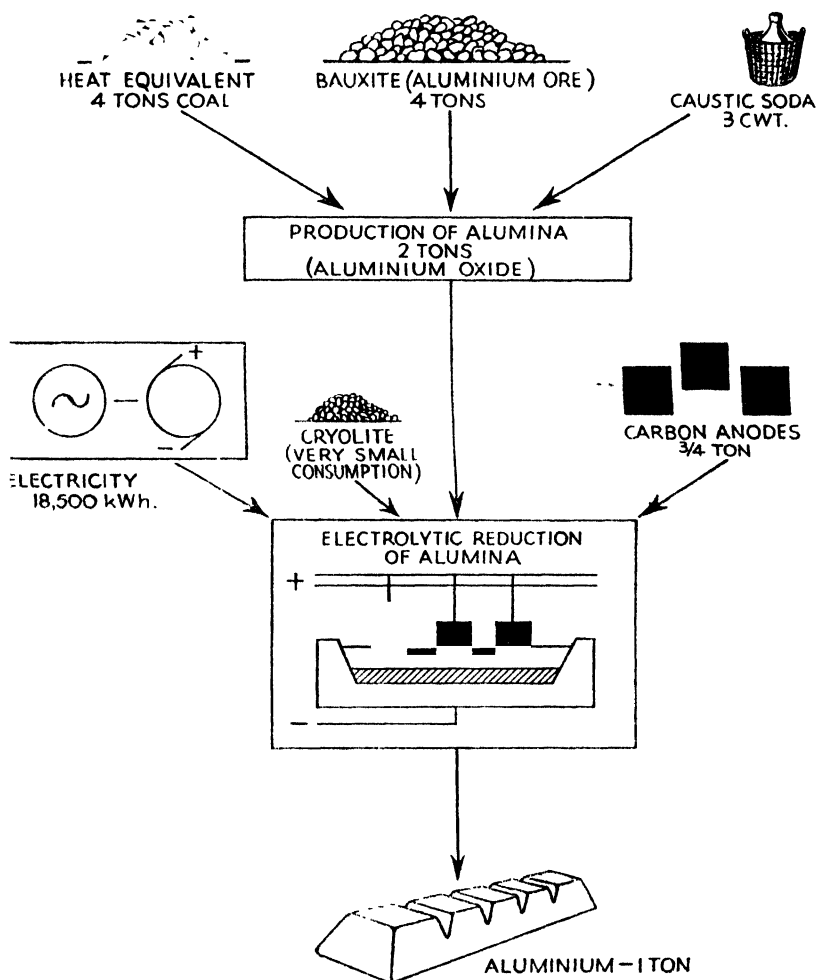 HEAT EQUIVALENT
4 TONS COAL
BAUXITE (ALUMINIUM ORE)
4 TONS
CAUSTIC SODA
3 CWT.
PRODUCTION OF ALUMINA
2 TONS
(ALUMINIUM OXIDE)
+
−
ELECTRICITY
18,500 kWh.
CRYOLITE
(VERY SMALL
CONSUMPTION)
CARBON ANODES
3/4 TON
ELECTROLYTIC REDUCTION
OF ALUMINA
+
−
ALUMINIUM – 1 TON